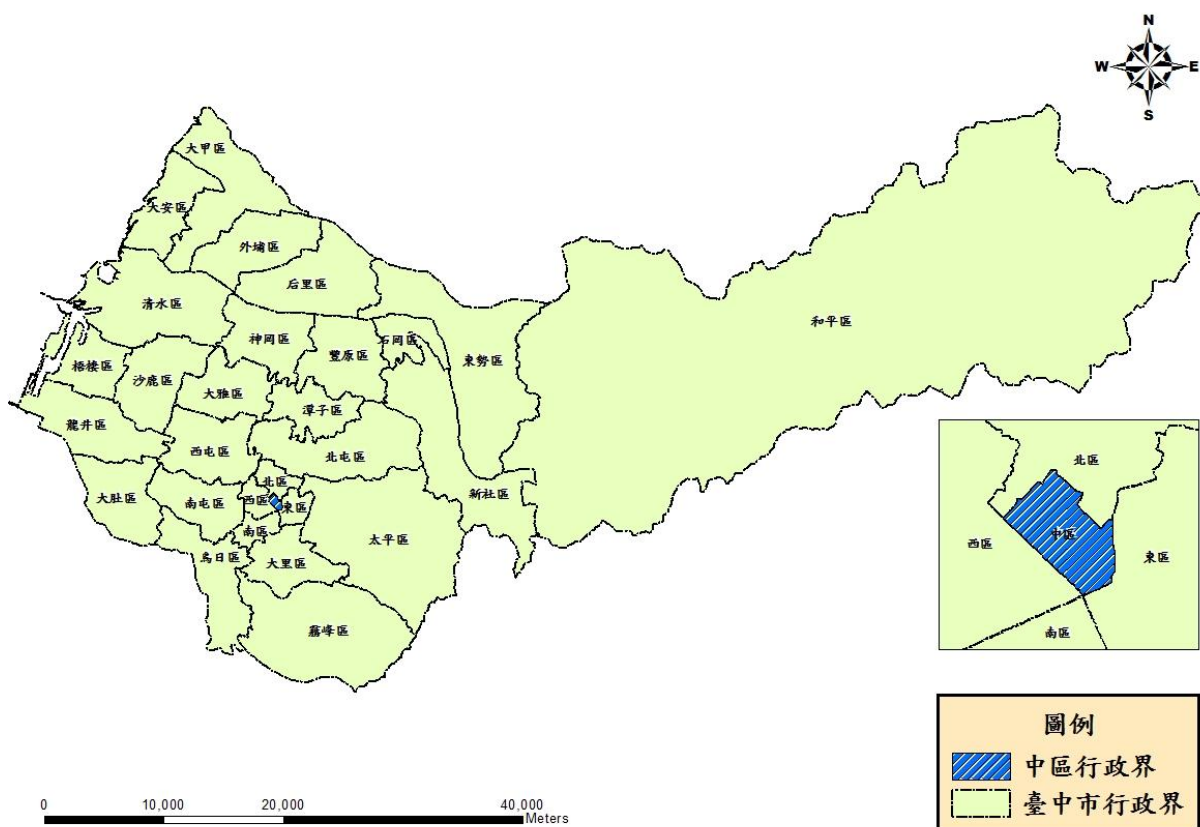 N
W E
S
大甲區
大安區
外埔區
后里區
清水區
和平區
神岡區
豐原區
石岡區
東勢區
梧棲區
沙鹿區
大雅區
潭子區
龍井區
西屯區
北屯區
北區
大肚區
南屯區
西區
東區
新社區
南區
太平區
烏日區
大里區
霧峰區
北區
中區
西區
東區
南區
圖例
中區行政界
臺中市行政界
0 10,000 20,000 40,000
Meters